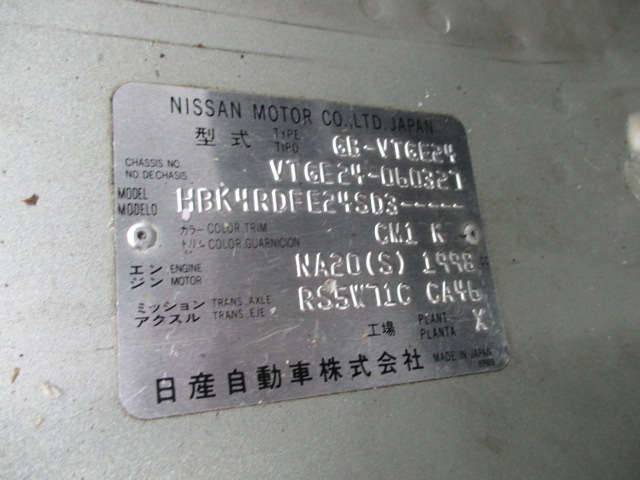 NISSAN MOTOR CO.,LTD. JAPAN
型式 TYPE TIPO GB-VTGE24
CHASSIS NO. NO.DE CHASIS VTGE24-060327
MODEL MODELO HBK4RDFE24SD3-----
カラー COLOR,TRIM トリム COLOR,GUARNICION CM1 K
エンジン ENGINE MOTOR NA20(S) 1998 cc
ミッション TRANS.,AXLE アクスル TRANS.,EJE RS5W71C CA46
工場 PLANT PLANTA X
日産自動車株式会社 MADE IN JAPAN